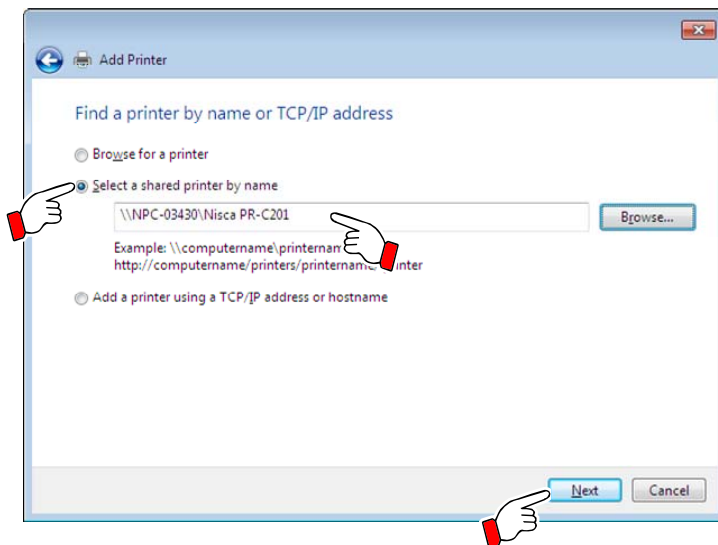 Add Printer
Find a printer by name or TCP/IP address
Browse for a printer
Select a shared printer by name
\\NPC-03430\Nisca PR-C201
Browse...
Example: \\computername\printernam
http://computername/printers/printername/ inter
Add a printer using a TCP/IP address or hostname
Next
Cancel